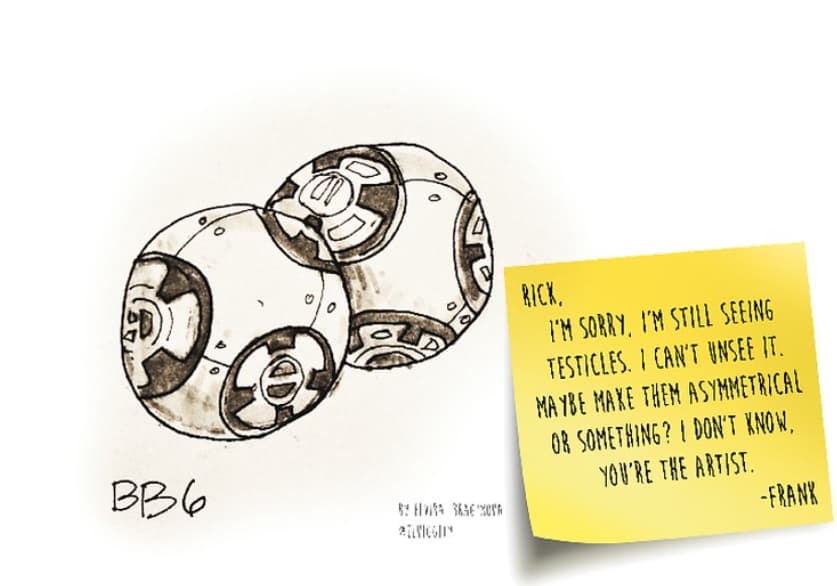 BB6
BY
RICK,
I'M SORRY, I'M STILL SEEING
TESTICLES. I CAN'T UNSEE IT.
MAYBE MAKE THEM ASYMMETRICAL
OR SOMETHING? I DON'T KNOW,
YOU'RE THE ARTIST.
-FRANK